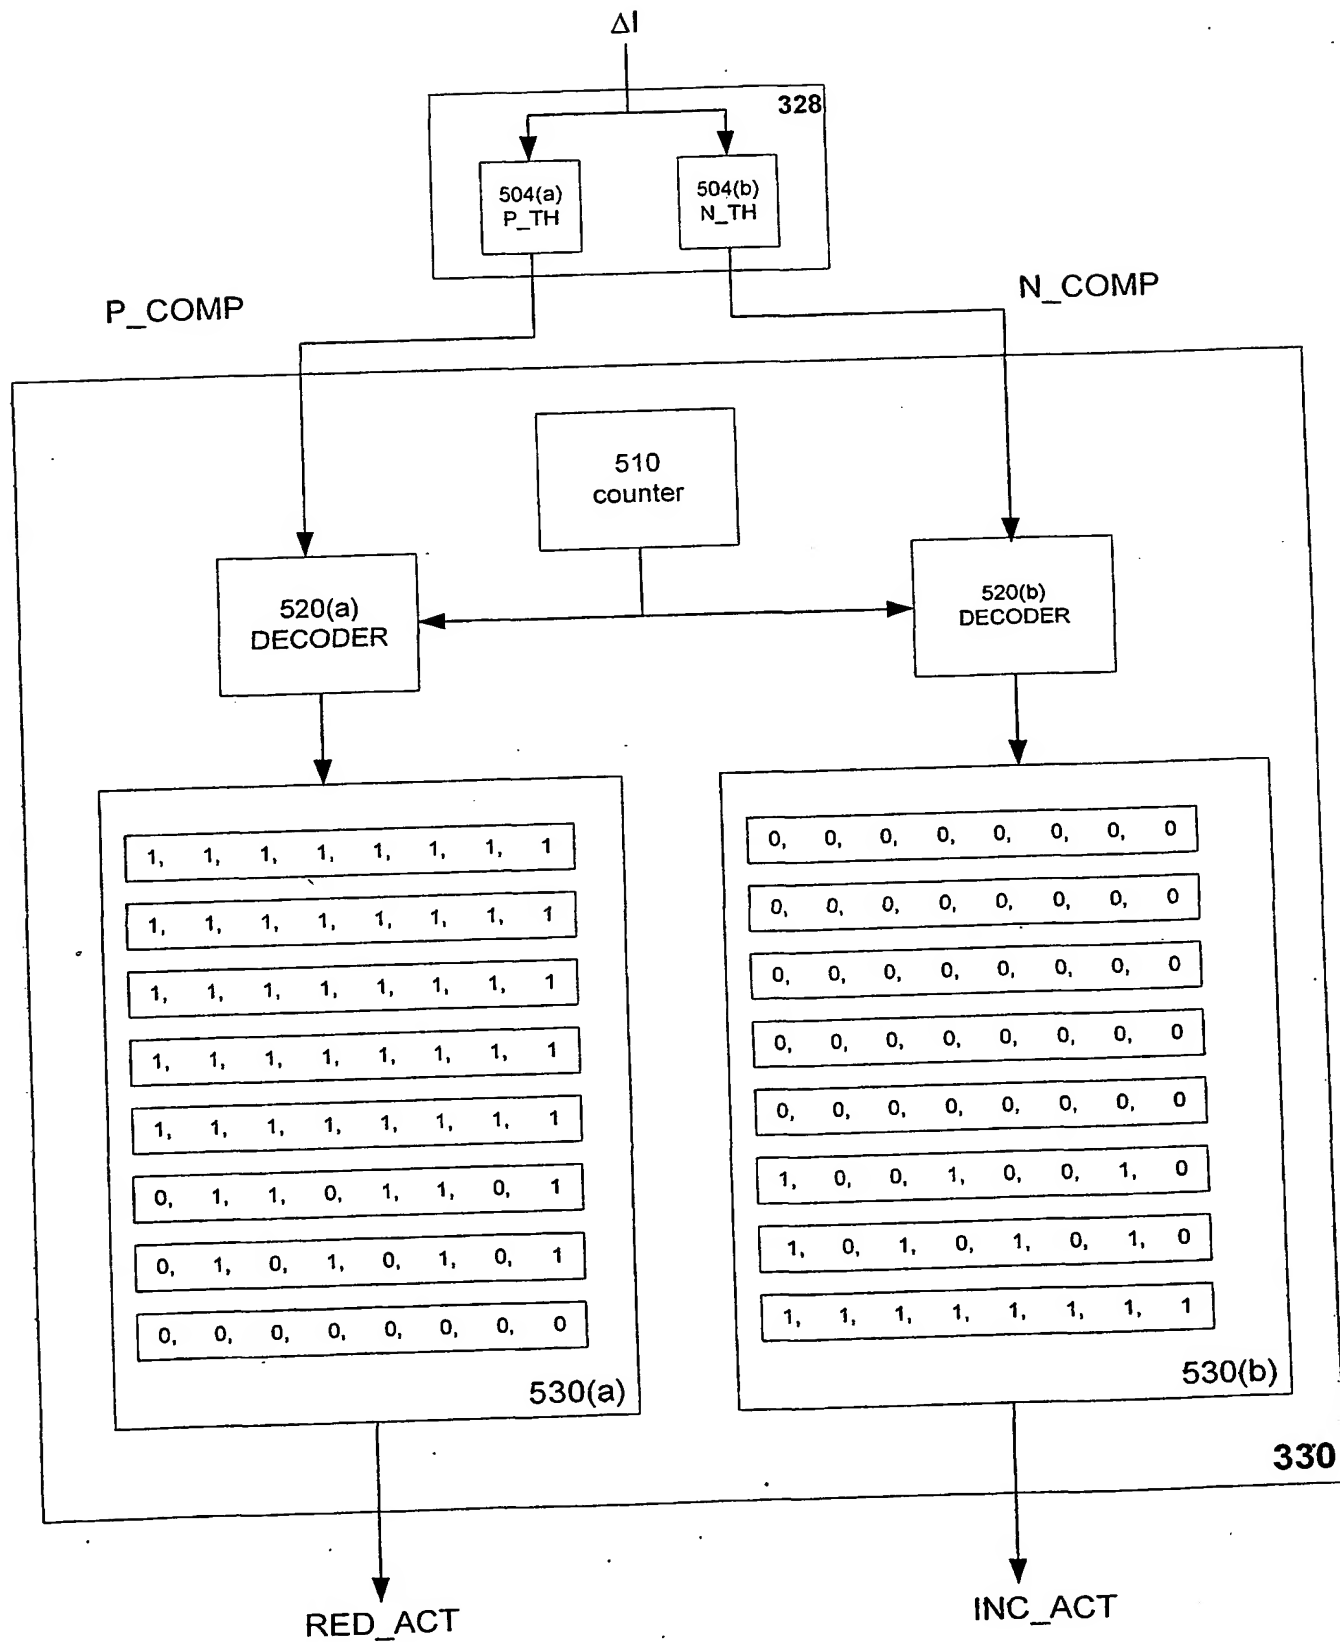 ΔI
328
504(a)
P_TH
504(b)
N_TH
P_COMP
N_COMP
510
counter
520(a)
DECODER
520(b)
DECODER
1, 1, 1, 1, 1, 1, 1, 1
1, 1, 1, 1, 1, 1, 1, 1
1, 1, 1, 1, 1, 1, 1, 1
1, 1, 1, 1, 1, 1, 1, 1
1, 1, 1, 1, 1, 1, 1, 1
0, 1, 1, 0, 1, 1, 0, 1
0, 1, 0, 1, 0, 1, 0, 1
0, 0, 0, 0, 0, 0, 0, 0
530(a)
0, 0, 0, 0, 0, 0, 0, 0
0, 0, 0, 0, 0, 0, 0, 0
0, 0, 0, 0, 0, 0, 0, 0
0, 0, 0, 0, 0, 0, 0, 0
0, 0, 0, 0, 0, 0, 0, 0
1, 0, 0, 1, 0, 0, 1, 0
1, 0, 1, 0, 1, 0, 1, 0
1, 1, 1, 1, 1, 1, 1, 1
530(b)
330
RED_ACT
INC_ACT